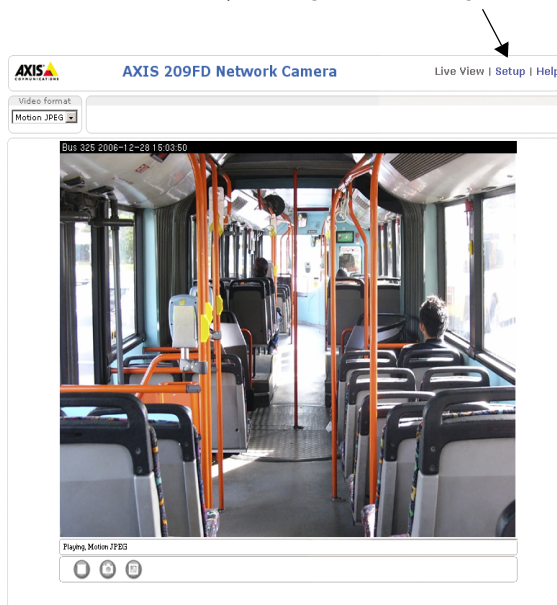 AXIS
COMMUNICATIONS
AXIS 209FD Network Camera
Live View | Setup | Help
Video format
Motion JPEG
Bus 325 2006-12-28 15:03:50
Playing, Motion JPEG